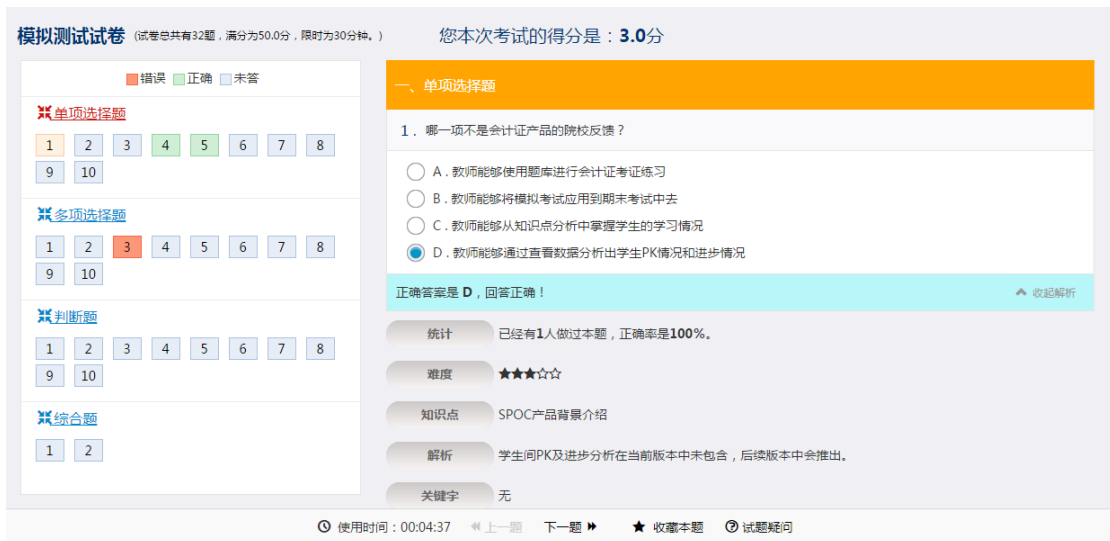 模拟测试试卷 (试卷总共有32题，满分为50.0分，限时为30分钟。) 您本次考试的得分是：3.0分
错误 正确 未答
单项选择题
1 2 3 4 5 6 7 8
9 10
多项选择题
1 2 3 4 5 6 7 8
9 10
判断题
1 2 3 4 5 6 7 8
9 10
综合题
1 2
一、单项选择题
1. 哪一项不是会计证产品的院校反馈？
A. 教师能够使用题库进行会计证考证练习
B. 教师能够将模拟考试应用到期末考试中去
C. 教师能够从知识点分析中掌握学生的学习情况
D. 教师能够通过查看数据分析出学生PK情况和进步情况
正确答案是 D，回答正确！ 收起解析
统计 已经有1人做过本题，正确率是100%。
难度 ★★★☆☆
知识点 SPOC产品背景介绍
解析 学生间PK及进步分析在当前版本中未包含，后续版本中会推出。
关键字 无
使用时间：00:04:37 上一题 下一题 收藏本题 试题疑问